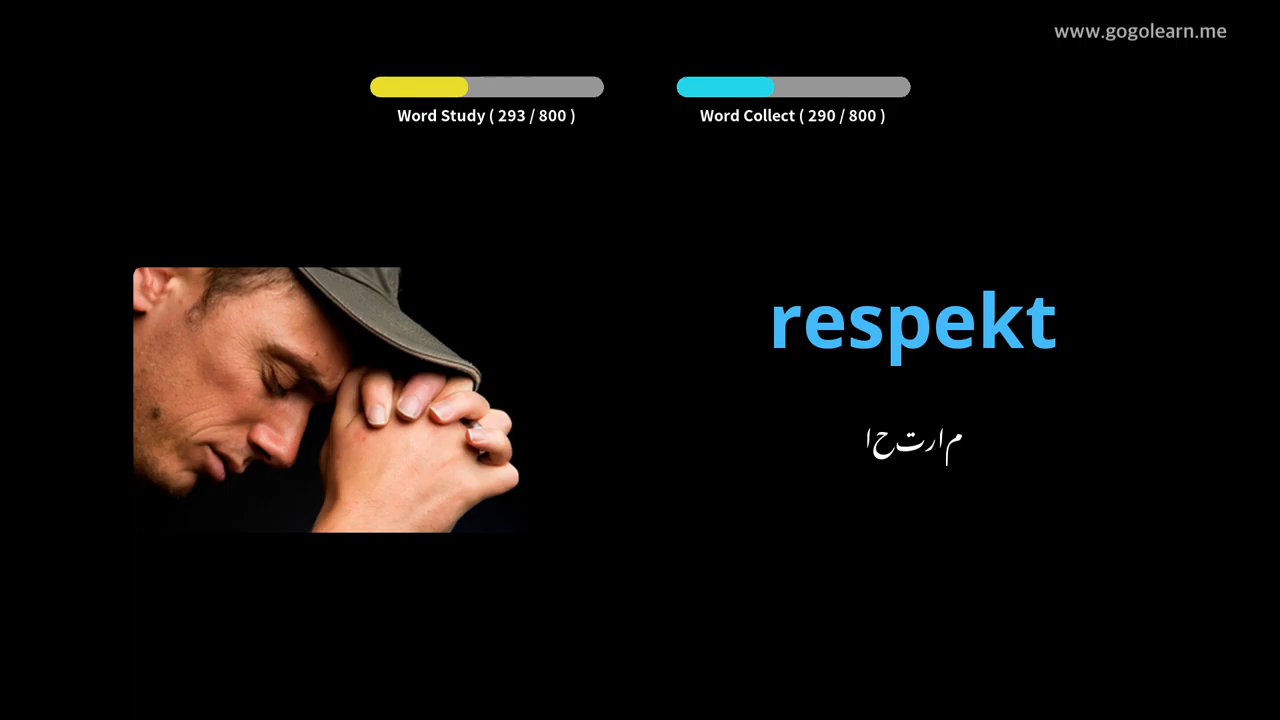 www.gogolearn.me
Word Study ( 293 / 800 )
Word Collect ( 290 / 800 )
respekt
احترام